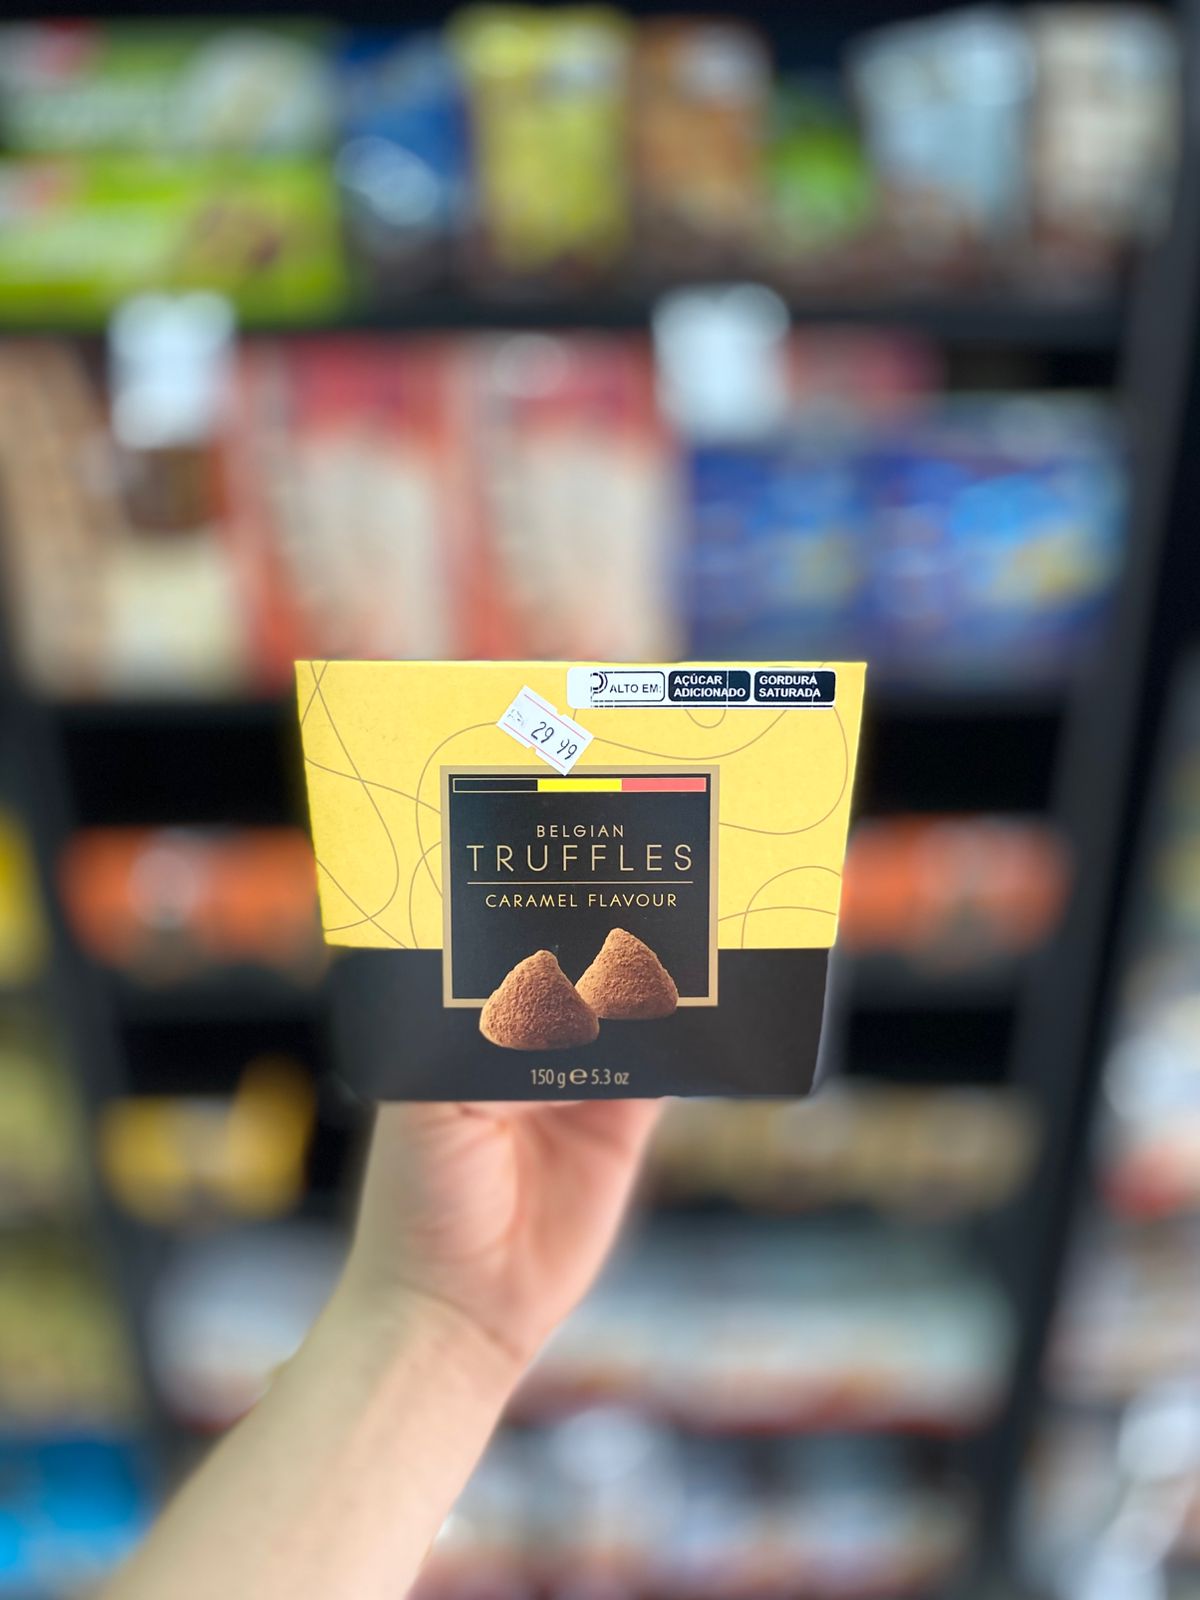 ALTO EM:
AÇÚCAR
ADICIONADO
GORDURA
SATURADA
29 99
BELGIAN
TRUFFLES
CARAMEL FLAVOUR
150 g ℮ 5.3 oz